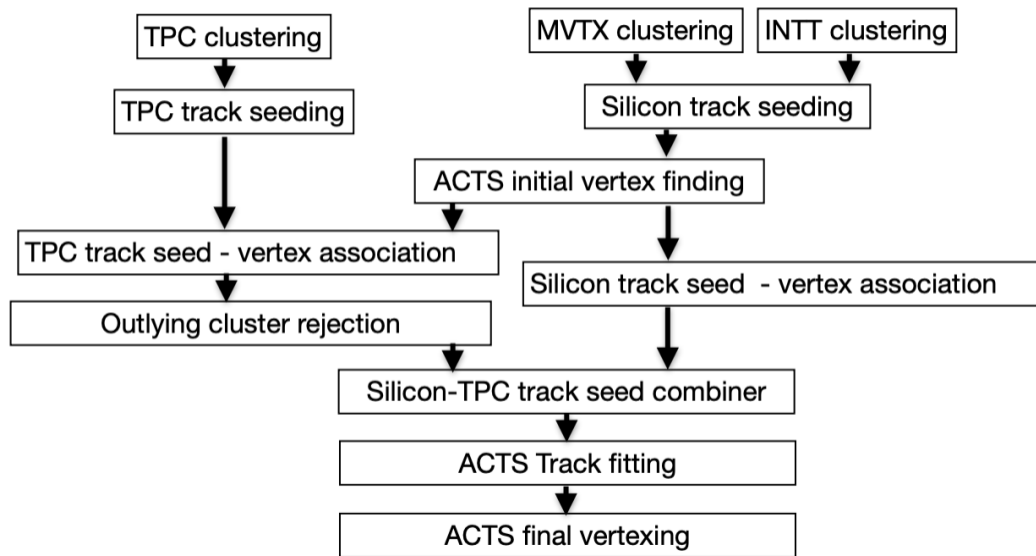 TPC clustering
MVTX clustering
INTT clustering
TPC track seeding
Silicon track seeding
ACTS initial vertex finding
TPC track seed - vertex association
Silicon track seed - vertex association
Outlying cluster rejection
Silicon-TPC track seed combiner
ACTS Track fitting
ACTS final vertexing